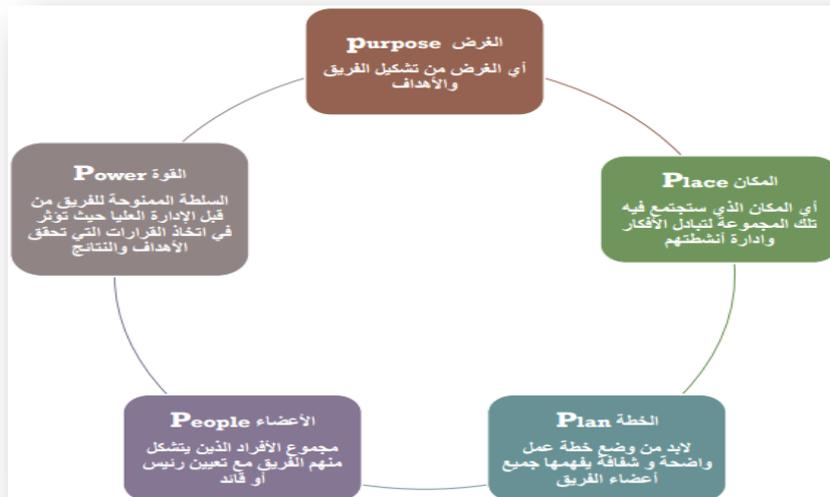 الغرض purpose
أي الغرض من تشكيل الفريق
والأهداف
المكان Place
أي المكان الذي ستجتمع فيه
تلك المجموعة لتبادل الأفكار
وادارة أنشطتهم
الخطة Plan
لابد من وضع خطة عمل
واضحة و شفافة يفهمها جميع
أعضاء الفريق
الأعضاء People
مجموع الأفراد الذين يتشكل
منهم الفريق مع تعيين رئيس
أو قائد
القوة Power
السلطة الممنوحة للفريق من
قبل الإدارة العليا حيث تؤثر
في اتخاذ القرارات التي تحقق
الأهداف والنتائج